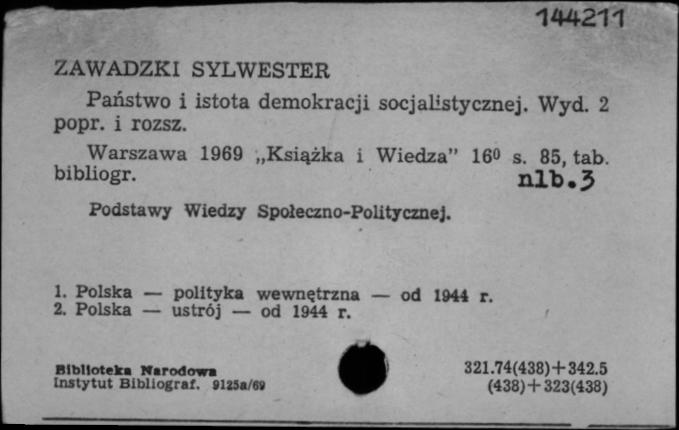 144211
ZAWADZKI SYLWESTER
Państwo i istota demokracji socjalistycznej. Wyd. 2
popr. i rozsz.
Warszawa 1969 „Książka i Wiedza” 16⁰ s. 85, tab.
bibliogr. nlb.3
Podstawy Wiedzy Społeczno-Politycznej.
1. Polska — polityka wewnętrzna — od 1944 r.
2. Polska — ustrój — od 1944 r.
Biblioteka Narodowa
Instytut Bibliograf. 9125a/69
321.74(438)+342.5
(438)+323(438)